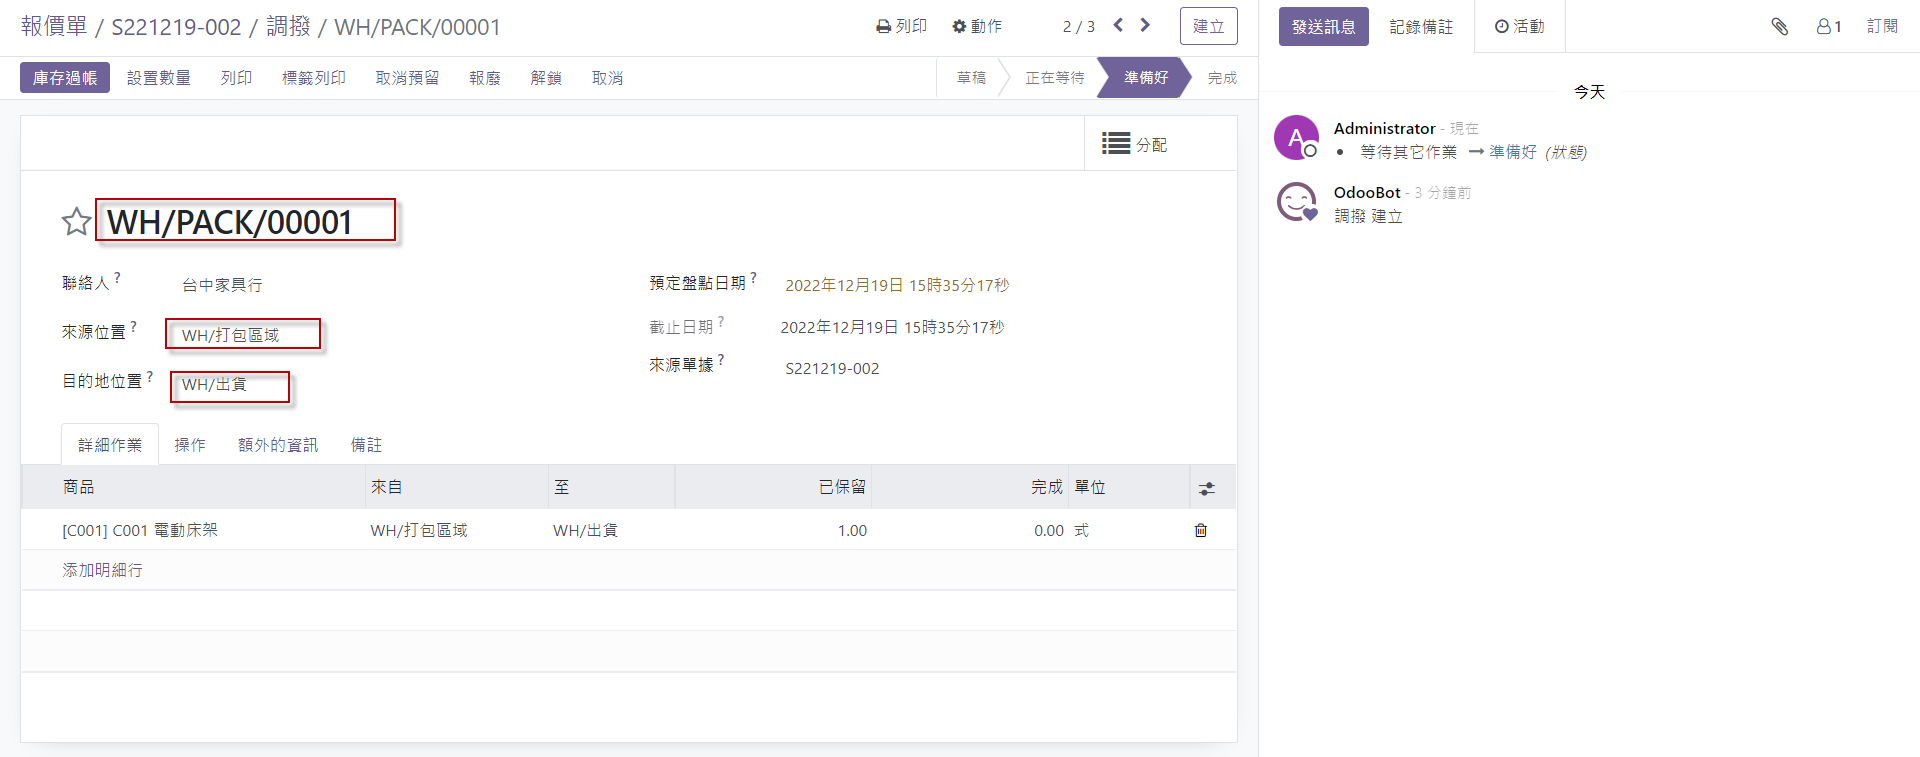 報價單 / S221219-002 / 調撥 / WH/PACK/00001
列印 動作 2 / 3 建立
庫存過帳 設置數量 列印 標籤列印 取消預留 報廢 解鎖 取消
草稿 正在等待 準備好 完成
分配
WH/PACK/00001
聯絡人 ? 台中家具行
來源位置 ? WH/打包區域
目的地位置 ? WH/出貨
預定盤點日期 ? 2022年12月19日 15時35分17秒
截止日期 ? 2022年12月19日 15時35分17秒
來源單據 ? S221219-002
詳細作業 操作 額外的資訊 備註
商品 來自 至 已保留 完成 單位
[C001] C001 電動床架 WH/打包區域 WH/出貨 1.00 0.00 式
添加明細行
發送訊息 記錄備註 活動 1 訂閱
今天
A
Administrator - 現在
• 等待其它作業 → 準備好 (狀態)
OdooBot - 3 分鐘前
調撥 建立